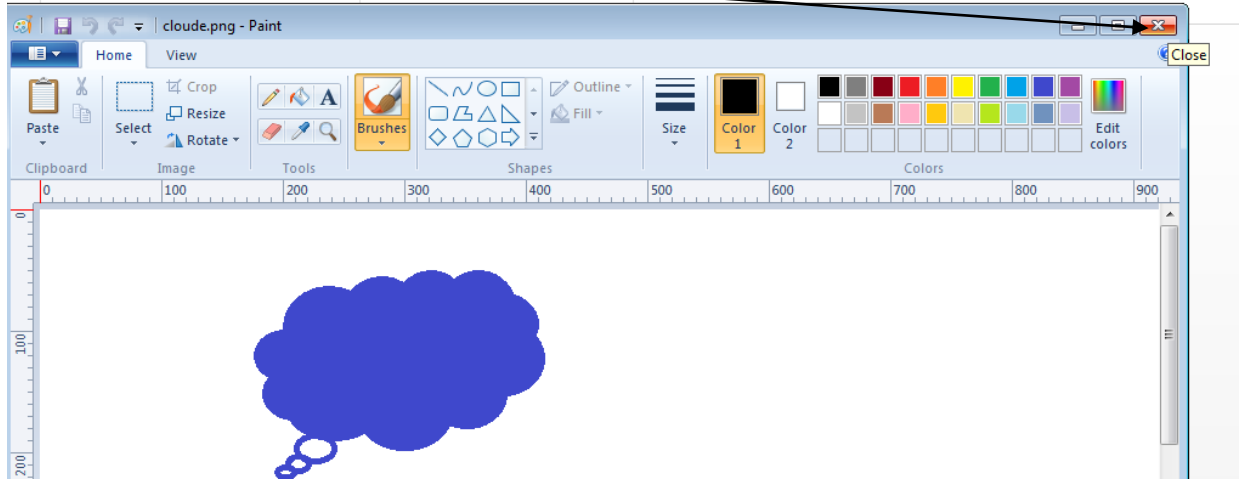 cloude.png - Paint
Close
Home View
Paste
Select
Crop
Resize
Rotate
A
Brushes
Outline
Fill
Size
Color 1
Color 2
Edit colors
Clipboard Image Tools Shapes Colors
0 100 200 300 400 500 600 700 800 900
0
100
200